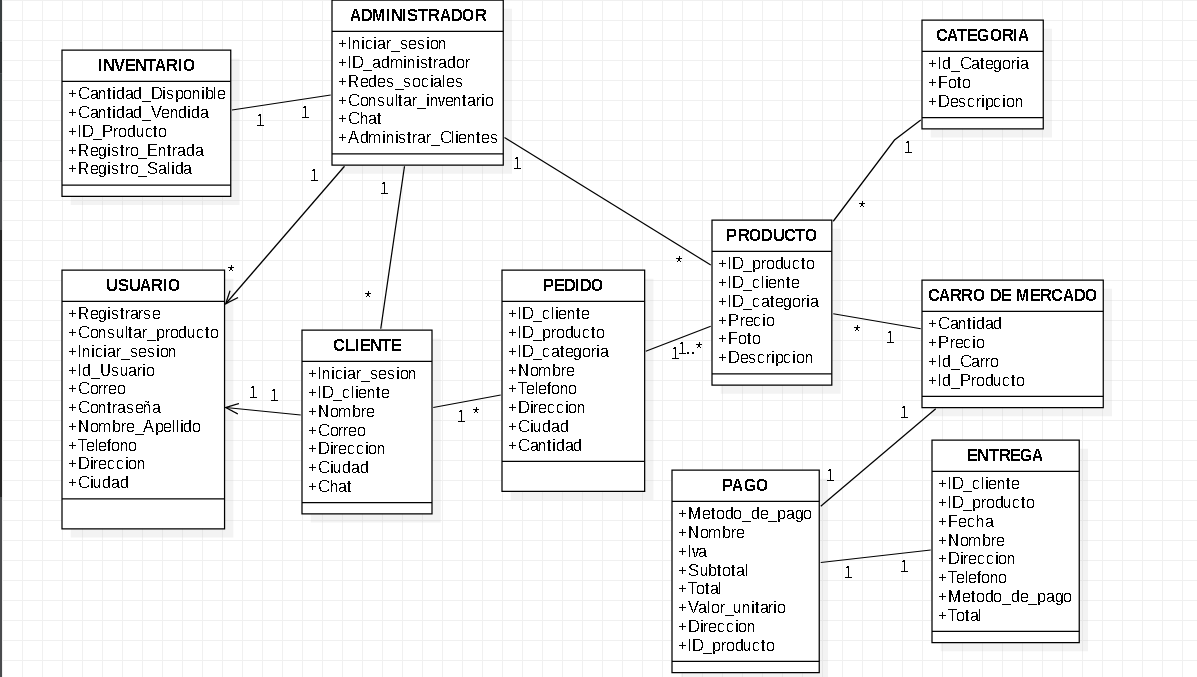 ADMINISTRADOR
+Iniciar_sesion
+ID_administrador
+Redes_sociales
+Consultar_inventario
+Chat
+Administrar_Clientes
CATEGORIA
+Id_Categoria
+Foto
+Descripcion
INVENTARIO
+Cantidad_Disponible
+Cantidad_Vendida
+ID_Producto
+Registro_Entrada
+Registro_Salida
1
1
1
1
1
1
*
*
*
*
PRODUCTO
+ID_producto
+ID_cliente
+ID_categoria
+Precio
+Foto
+Descripcion
USUARIO
+Registrarse
+Consultar_producto
+Iniciar_sesion
+Id_Usuario
+Correo
+Contraseña
+Nombre_Apellido
+Telefono
+Direccion
+Ciudad
PEDIDO
+ID_cliente
+ID_producto
+ID_categoria
+Nombre
+Telefono
+Direccion
+Ciudad
+Cantidad
CARRO DE MERCADO
+Cantidad
+Precio
+Id_Carro
+Id_Producto
CLIENTE
+Iniciar_sesion
+ID_cliente
+Nombre
+Correo
+Direccion
+Ciudad
+Chat
*
1
1
1..*
1
1
1
*
1
1
PAGO
+Metodo_de_pago
+Nombre
+Iva
+Subtotal
+Total
+Valor_unitario
+Direccion
+ID_producto
1
1
ENTREGA
+ID_cliente
+ID_producto
+Fecha
+Nombre
+Direccion
+Telefono
+Metodo_de_pago
+Total